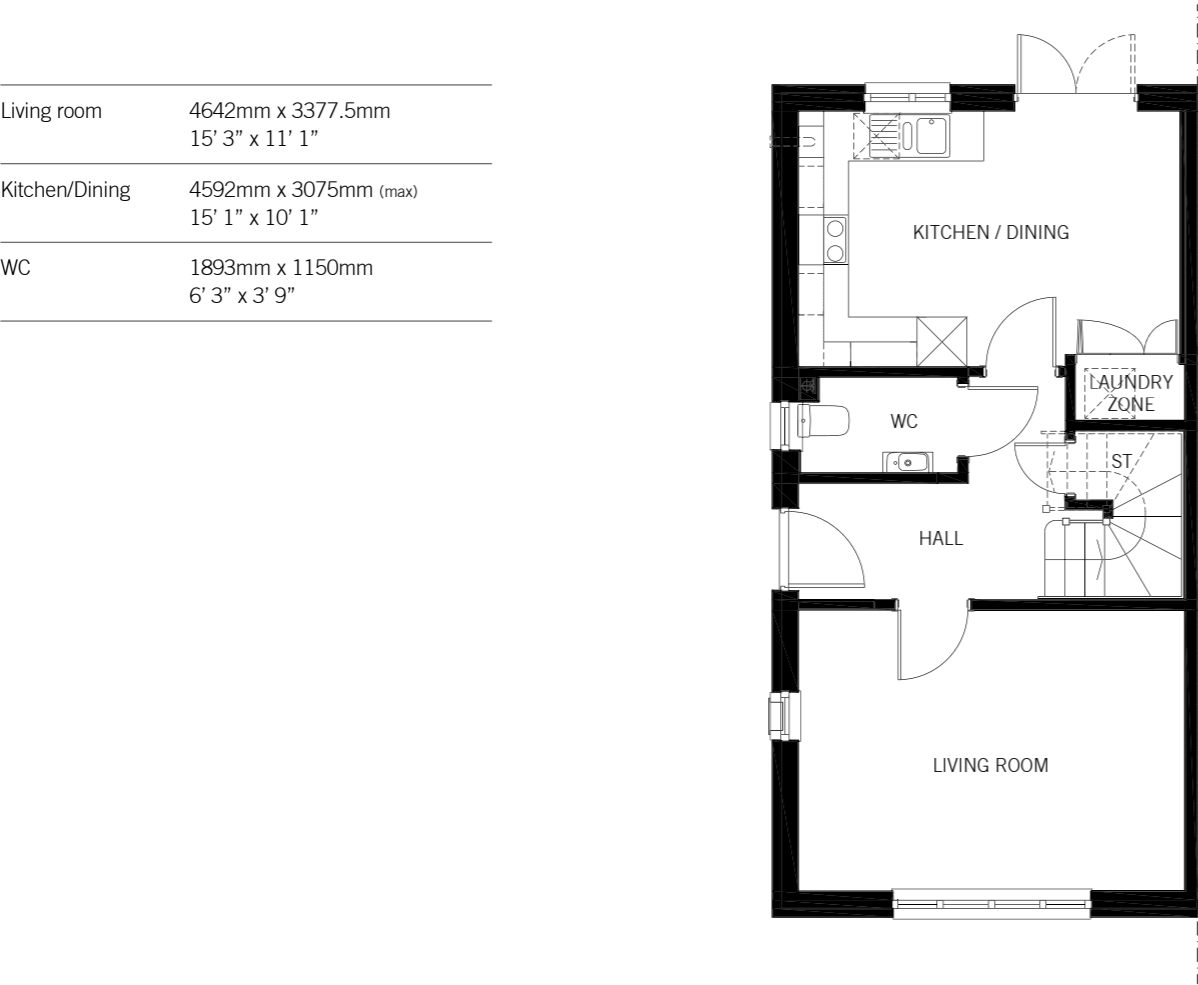 Living room 4642mm x 3377.5mm
15’ 3” x 11’ 1”
Kitchen/Dining 4592mm x 3075mm (max)
15’ 1” x 10’ 1”
WC 1893mm x 1150mm
6’ 3” x 3’ 9”
KITCHEN / DINING
LAUNDRY
ZONE
WC
ST
HALL
LIVING ROOM